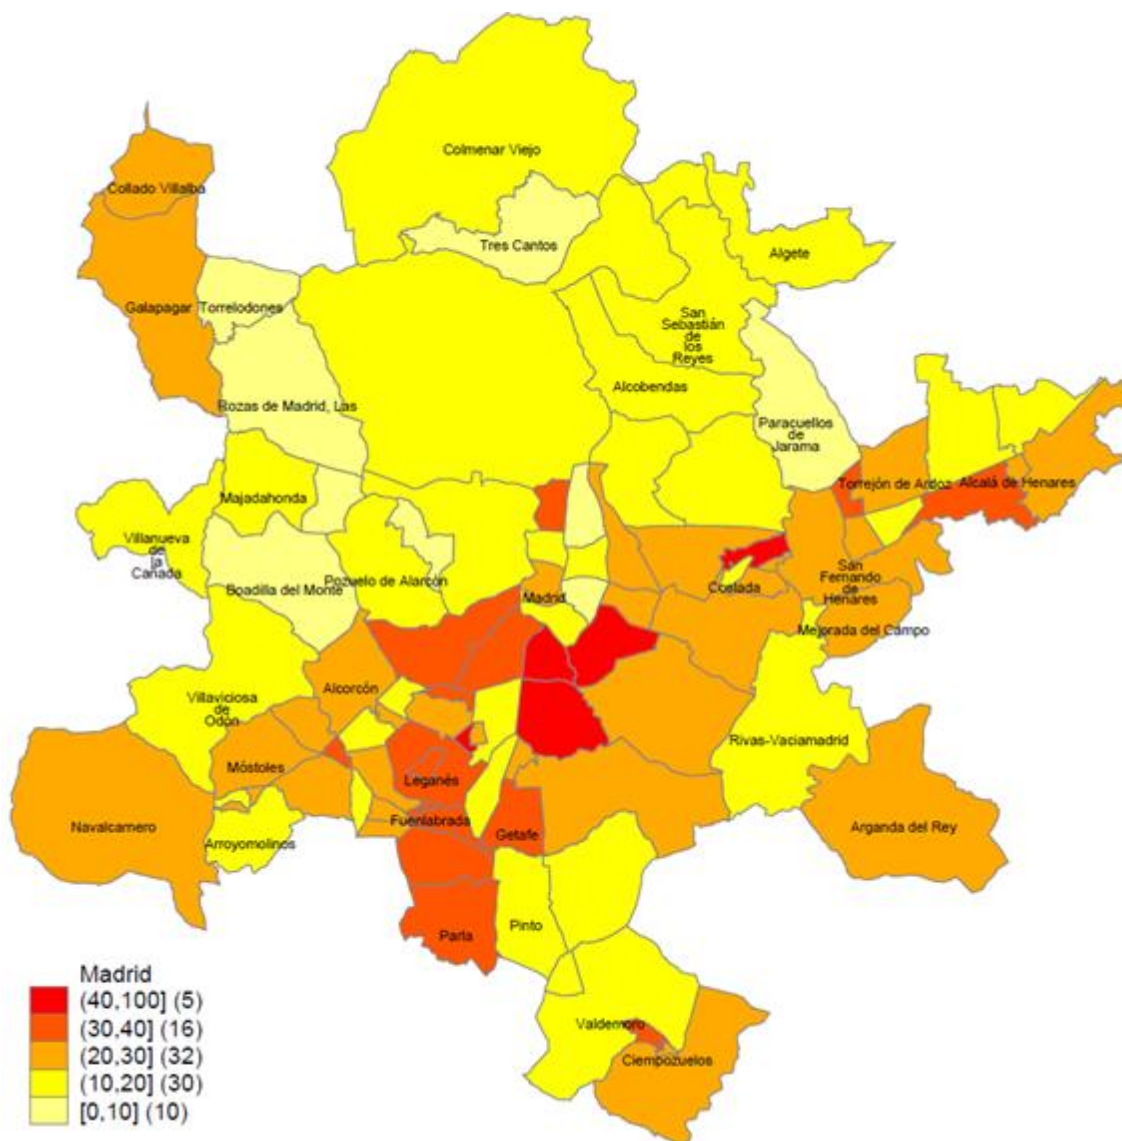 Colmenar Viejo
Collado Villalba
Tres Cantos
Algete
Galapagar
Torrelodones
San
Sebastián
de
los
Reyes
Alcobendas
Rozas de Madrid, Las
Paracuellos
de
Jarama
Torrejón de Ardoz
Alcalá de Henares
Majadahonda
Villanueva
de
la
Cañada
Pozuelo de Alarcón
Boadilla del Monte
San
Fernando
de
Henares
Coslada
Madrid
Mejorada del Campo
Alcorcón
Villaviciosa
de
Odón
Rivas-Vaciamadrid
Móstoles
Leganés
Navalcarnero
Fuenlabrada
Getafe
Arganda del Rey
Arroyomolinos
Parla
Pinto
Valdemoro
Ciempozuelos
Madrid
(40,100] (5)
(30,40] (16)
(20,30] (32)
(10,20] (30)
[0,10] (10)